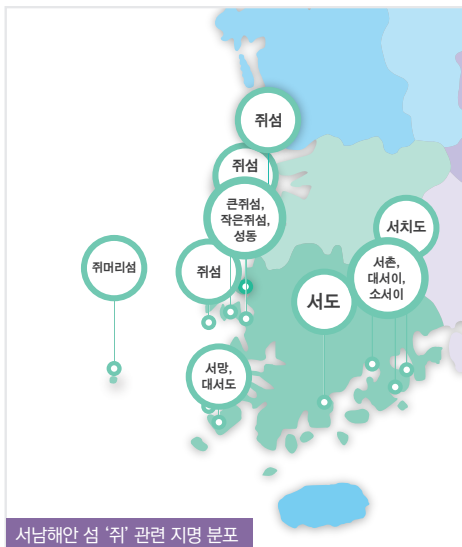 쥐섬
쥐섬
큰쥐섬,
작은쥐섬,
성동
쥐머리섬
쥐섬
서치도
서촌,
대서이,
소서이
서도
서망,
대서도
서남해안 섬 ‘쥐’ 관련 지명 분포